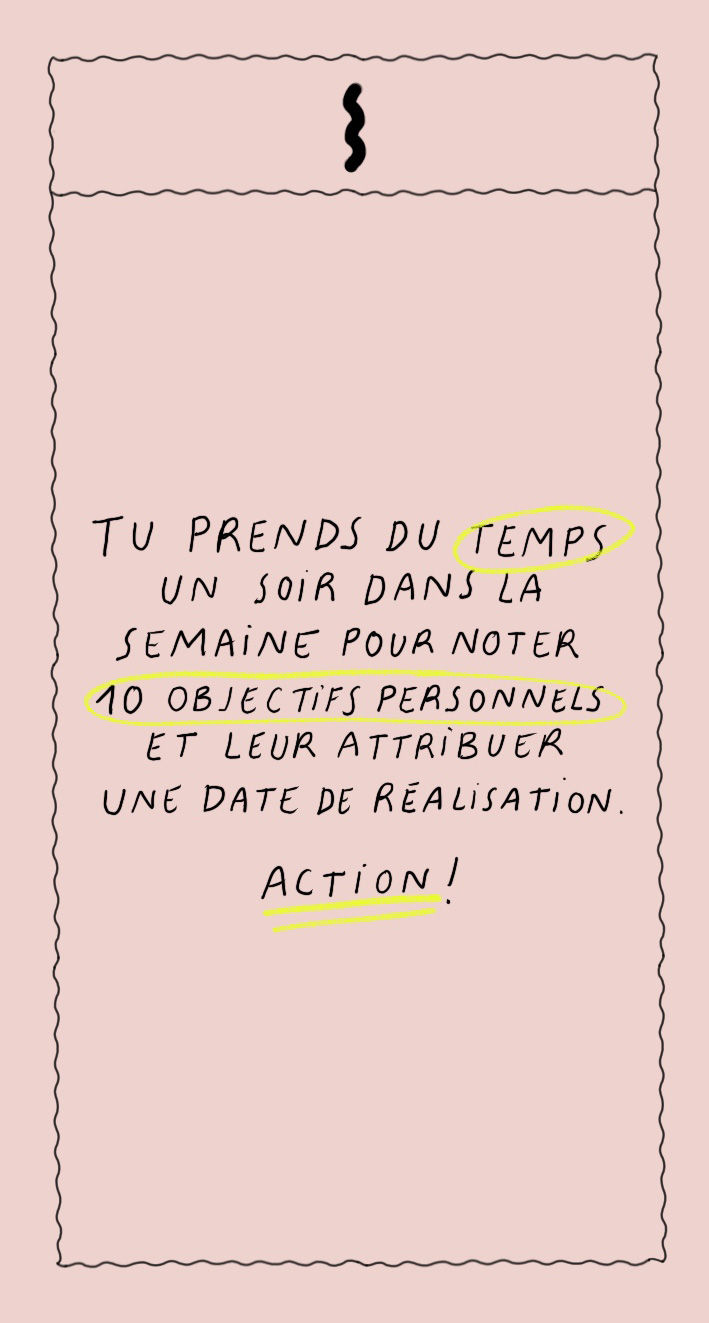 TU PRENDS DU TEMPS
UN SOIR DANS LA
SEMAINE POUR NOTER
10 OBJECTIFS PERSONNELS
ET LEUR ATTRIBUER
UNE DATE DE RÉALISATION.
ACTION!